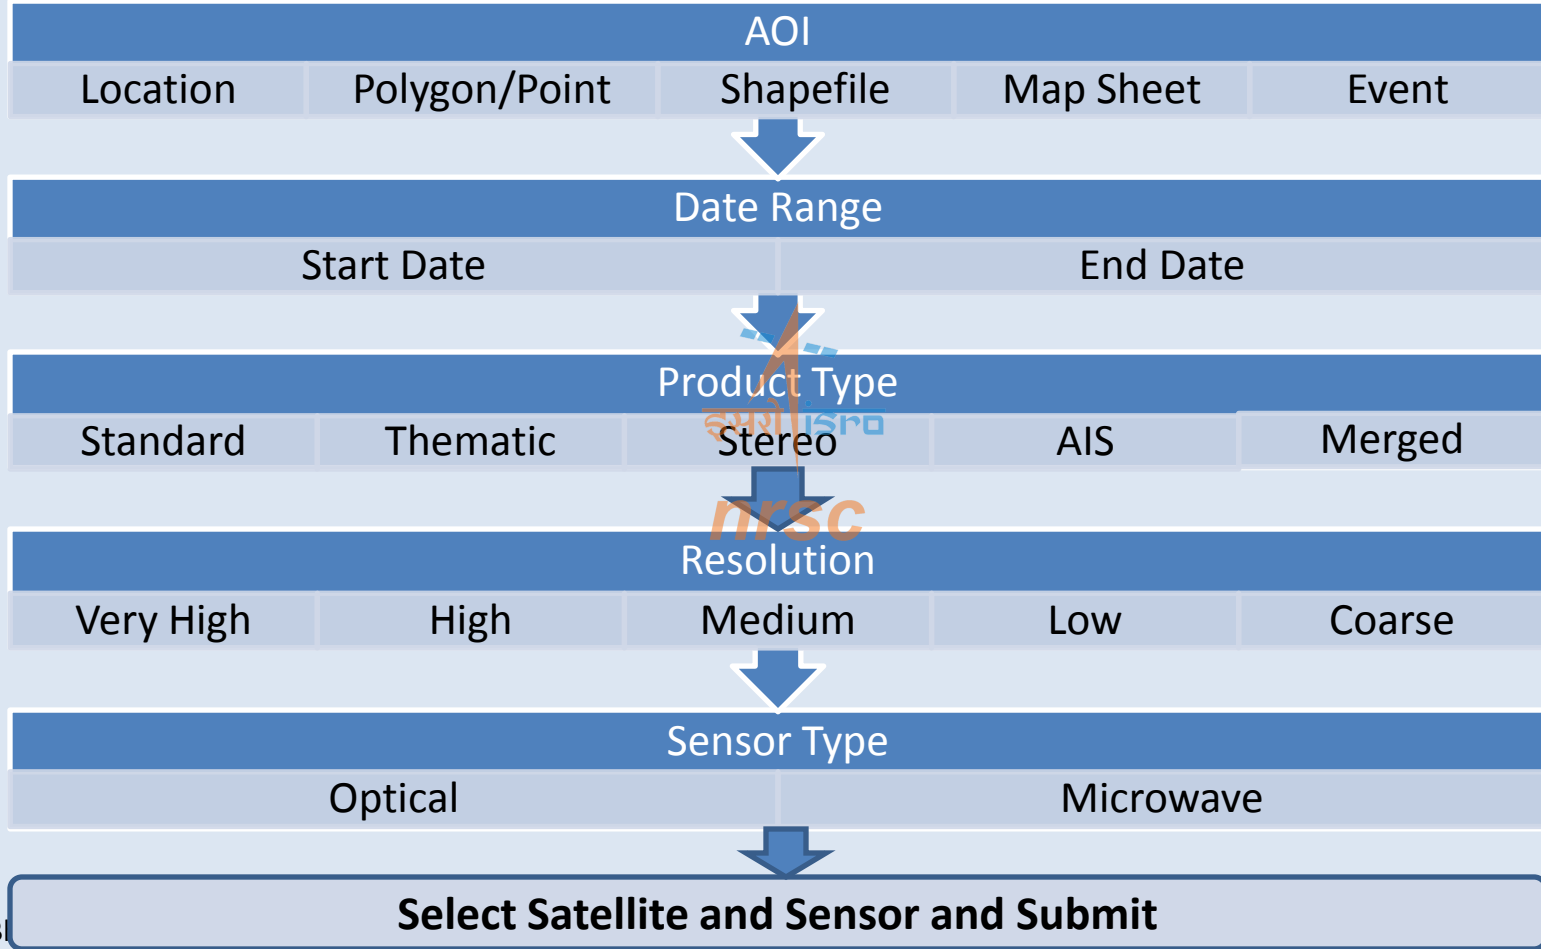 AOI
Location Polygon/Point Shapefile Map Sheet Event
Date Range
Start Date End Date
Product Type
इसरो isro
Standard Thematic Stereo AIS Merged
nrsc
Resolution
Very High High Medium Low Coarse
Sensor Type
Optical Microwave
Select Satellite and Sensor and Submit